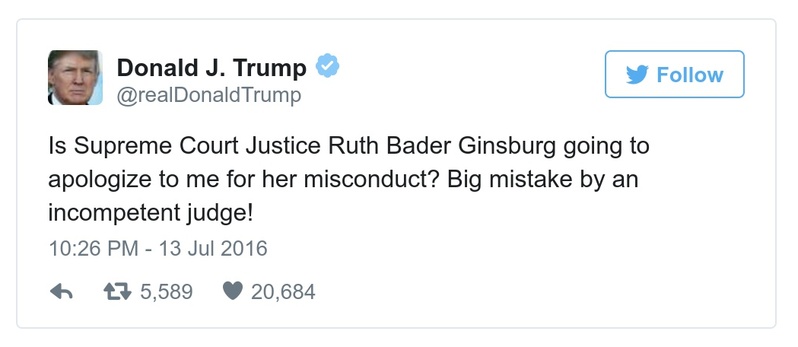 Donald J. Trump
@realDonaldTrump
Follow
Is Supreme Court Justice Ruth Bader Ginsburg going to
apologize to me for her misconduct? Big mistake by an
incompetent judge!
10:26 PM - 13 Jul 2016
5,589 20,684